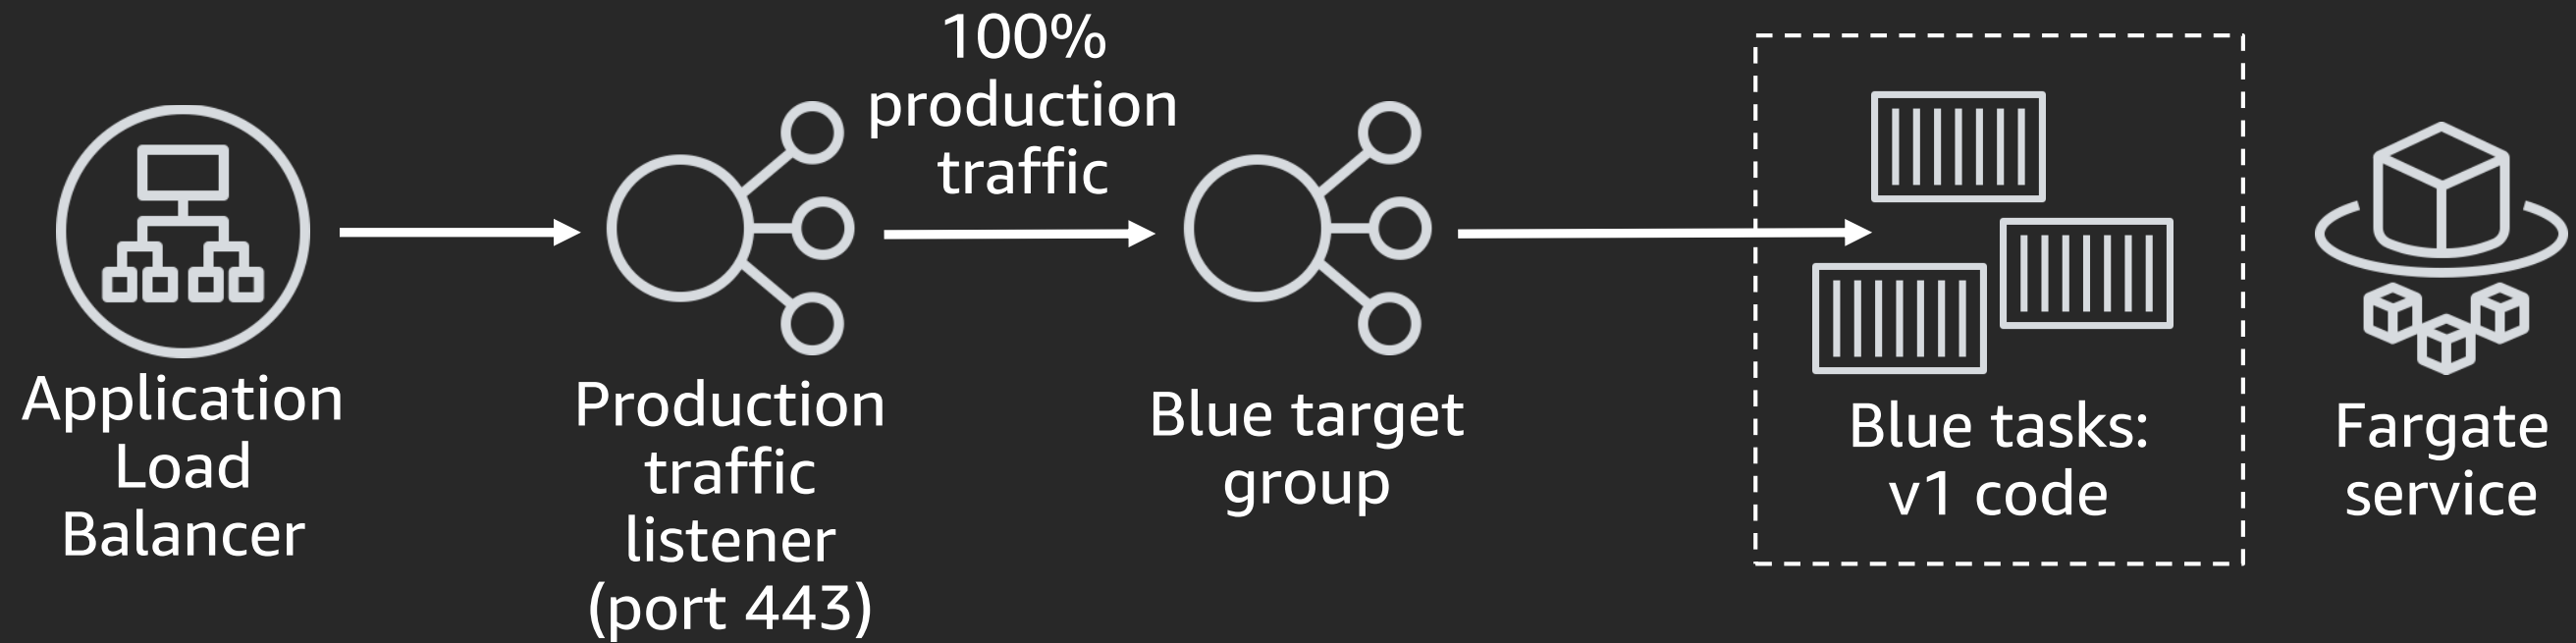 100%
production
traffic
Application
Load
Balancer
Production
traffic
listener
(port 443)
Blue target
group
Blue tasks:
v1 code
Fargate
service